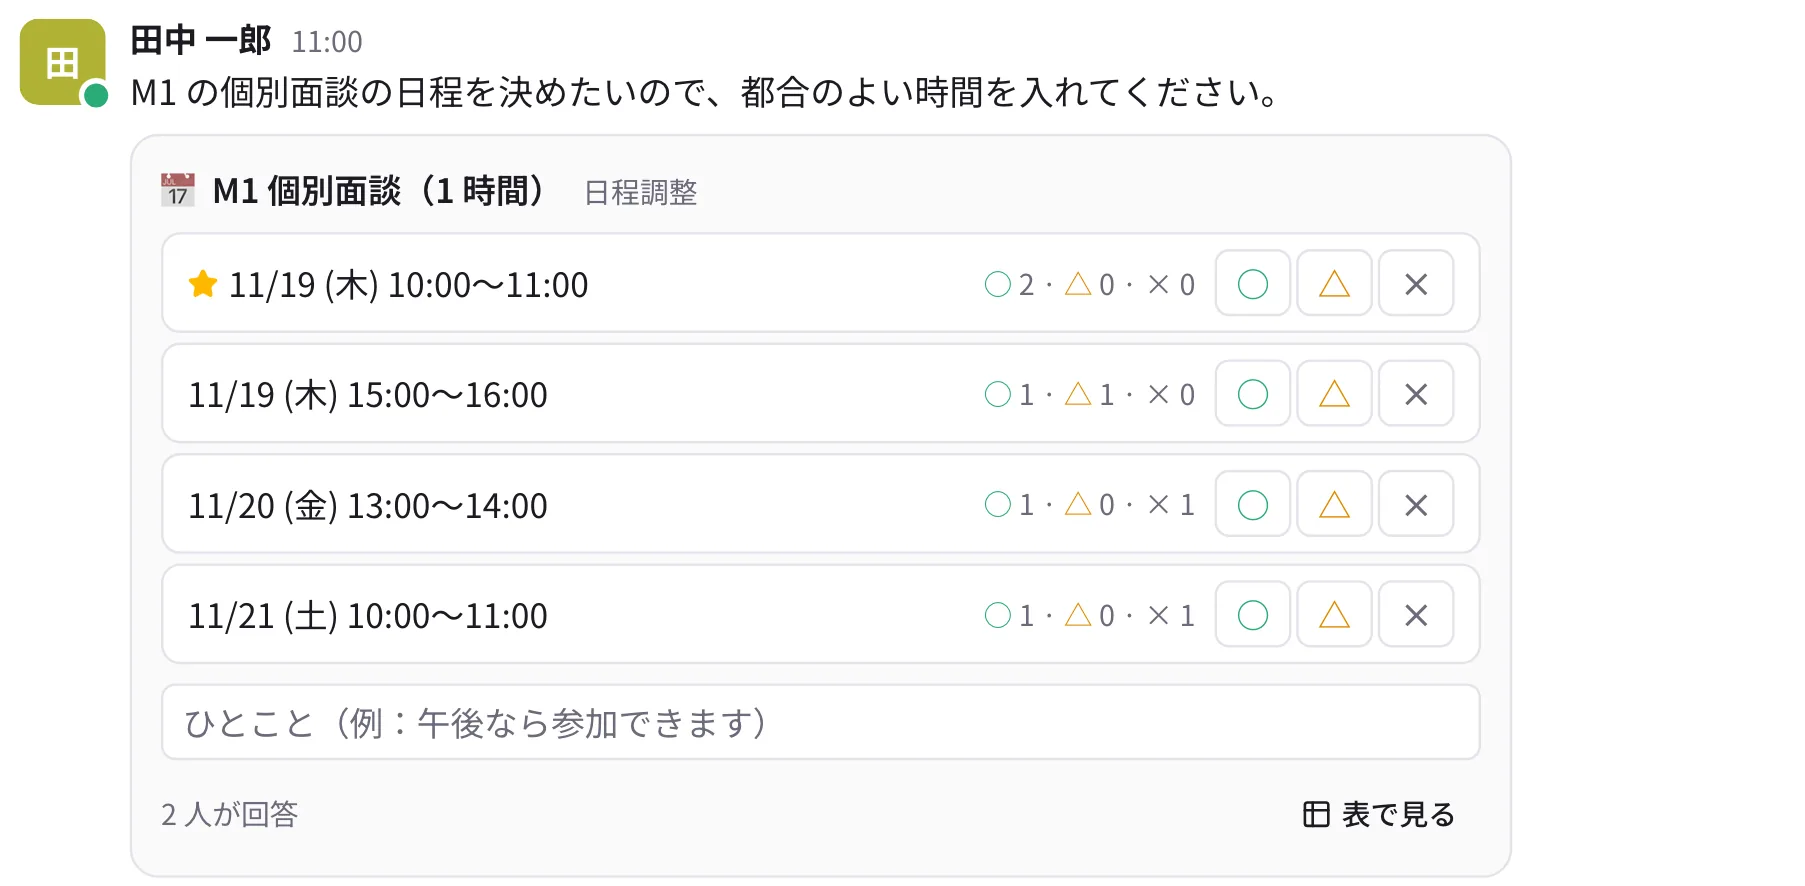 田
田中 一郎 11:00
M1 の個別面談の日程を決めたいので、都合のよい時間を入れてください。
JUL 17 M1 個別面談（1 時間） 日程調整
11/19 (木) 10:00〜11:00 ○ 2 · △ 0 · × 0 ○ △ ×
11/19 (木) 15:00〜16:00 ○ 1 · △ 1 · × 0 ○ △ ×
11/20 (金) 13:00〜14:00 ○ 1 · △ 0 · × 1 ○ △ ×
11/21 (土) 10:00〜11:00 ○ 1 · △ 0 · × 1 ○ △ ×
ひとこと（例：午後なら参加できます）
2 人が回答 表で見る